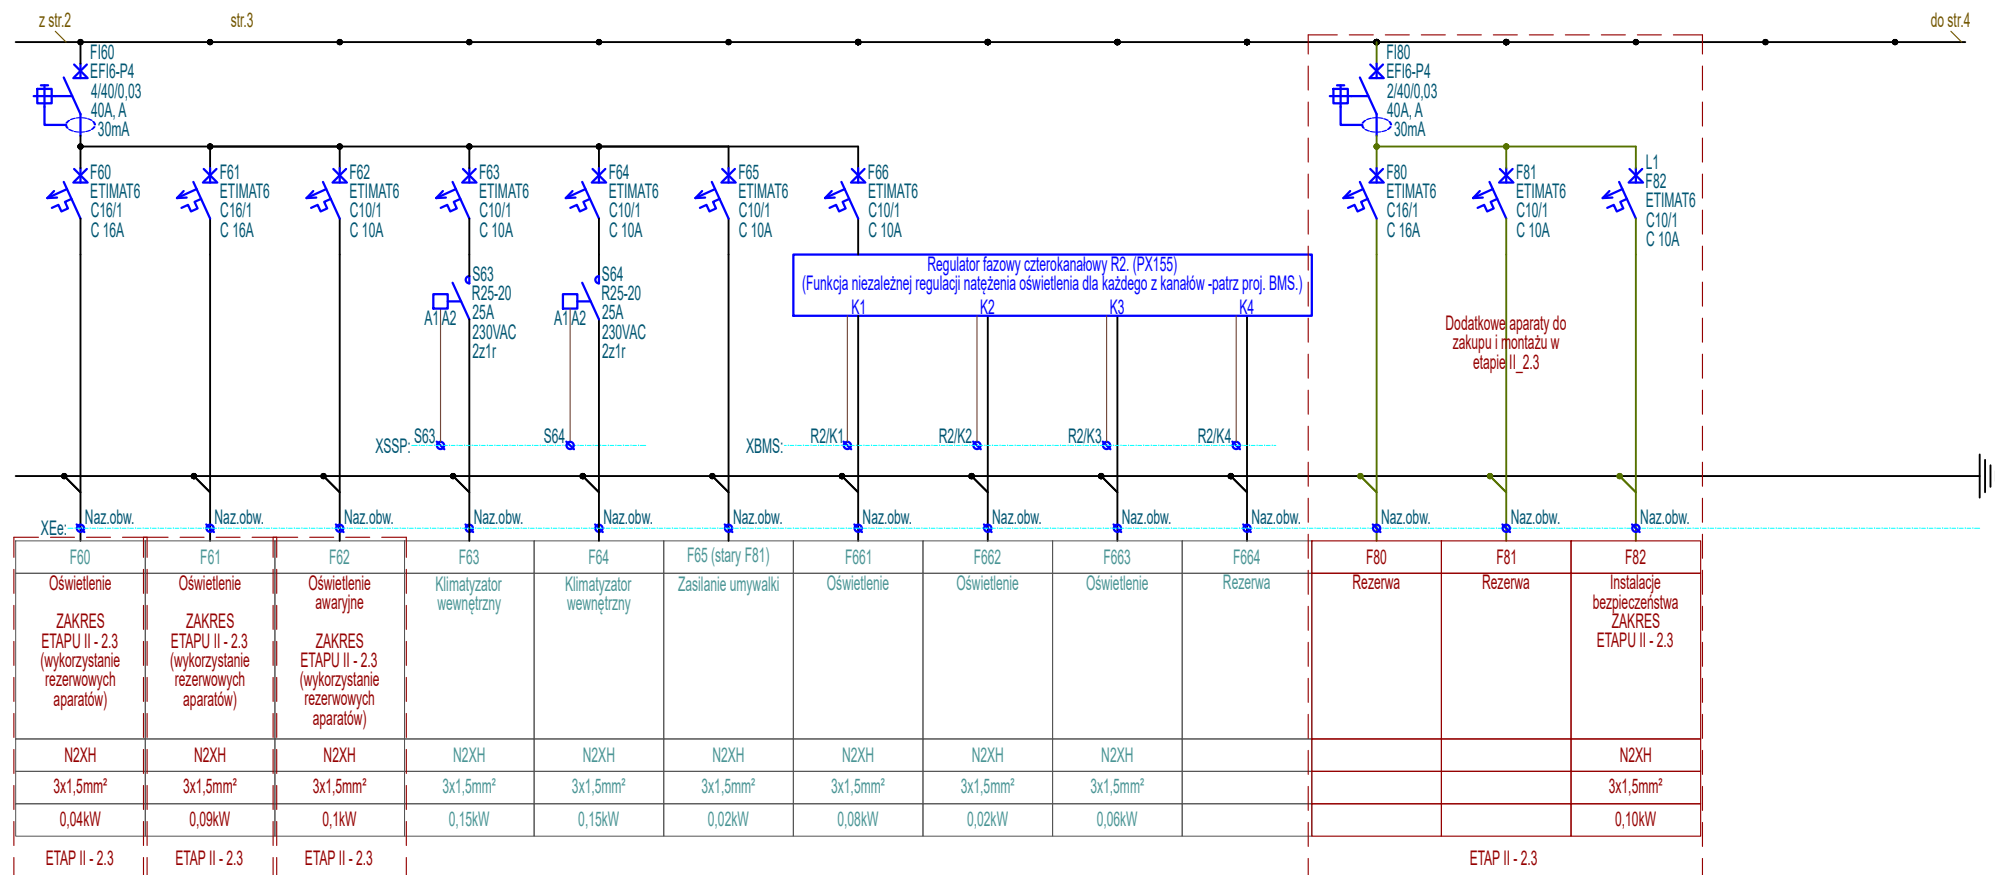 z str.2
str.3
do str.4
FI60
EFI6-P4
4/40/0,03
40A, A
30mA
FI80
EFI6-P4
2/40/0,03
40A, A
30mA
F60
ETIMAT6
C16/1
C 16A
F61
ETIMAT6
C16/1
C 16A
F62
ETIMAT6
C10/1
C 10A
F63
ETIMAT6
C10/1
C 10A
F64
ETIMAT6
C10/1
C 10A
F65
ETIMAT6
C10/1
C 10A
F66
ETIMAT6
C10/1
C 10A
F80
ETIMAT6
C16/1
C 16A
F81
ETIMAT6
C10/1
C 10A
L1
F82
ETIMAT6
C10/1
C 10A
S63
R25-20
25A
230VAC
2z1r
A1 A2
S64
R25-20
25A
230VAC
2z1r
A1 A2
Regulator fazowy czterokanałowy R2. (PX155)
(Funkcja niezależnej regulacji natężenia oświetlenia dla każdego z kanałów -patrz proj. BMS.)
K1 K2 K3 K4
Dodatkowe aparaty do
zakupu i montażu w
etapie II_2.3
XSSP: S63 S64
XBMS: R2/K1 R2/K2 R2/K3 R2/K4
XEe: Naz.obw. Naz.obw. Naz.obw. Naz.obw. Naz.obw. Naz.obw. Naz.obw. Naz.obw. Naz.obw. Naz.obw. Naz.obw. Naz.obw. Naz.obw.
F60 F61 F62 F63 F64 F65 (stary F81) F661 F662 F663 F664 F80 F81 F82
Oświetlenie
ZAKRES
ETAPU II - 2.3
(wykorzystanie
rezerwowych
aparatów)
Oświetlenie
ZAKRES
ETAPU II - 2.3
(wykorzystanie
rezerwowych
aparatów)
Oświetlenie
awaryjne
ZAKRES
ETAPU II - 2.3
(wykorzystanie
rezerwowych
aparatów)
Klimatyzator
wewnętrzny
Klimatyzator
wewnętrzny
Zasilanie umywalki
Oświetlenie
Oświetlenie
Oświetlenie
Rezerwa
Rezerwa
Rezerwa
Instalacje
bezpieczeństwa
ZAKRES
ETAPU II - 2.3
N2XH N2XH N2XH N2XH N2XH N2XH N2XH N2XH N2XH N2XH
3x1,5mm² 3x1,5mm² 3x1,5mm² 3x1,5mm² 3x1,5mm² 3x1,5mm² 3x1,5mm² 3x1,5mm² 3x1,5mm² 3x1,5mm²
0,04kW 0,09kW 0,1kW 0,15kW 0,15kW 0,02kW 0,08kW 0,02kW 0,06kW 0,10kW
ETAP II - 2.3 ETAP II - 2.3 ETAP II - 2.3 ETAP II - 2.3